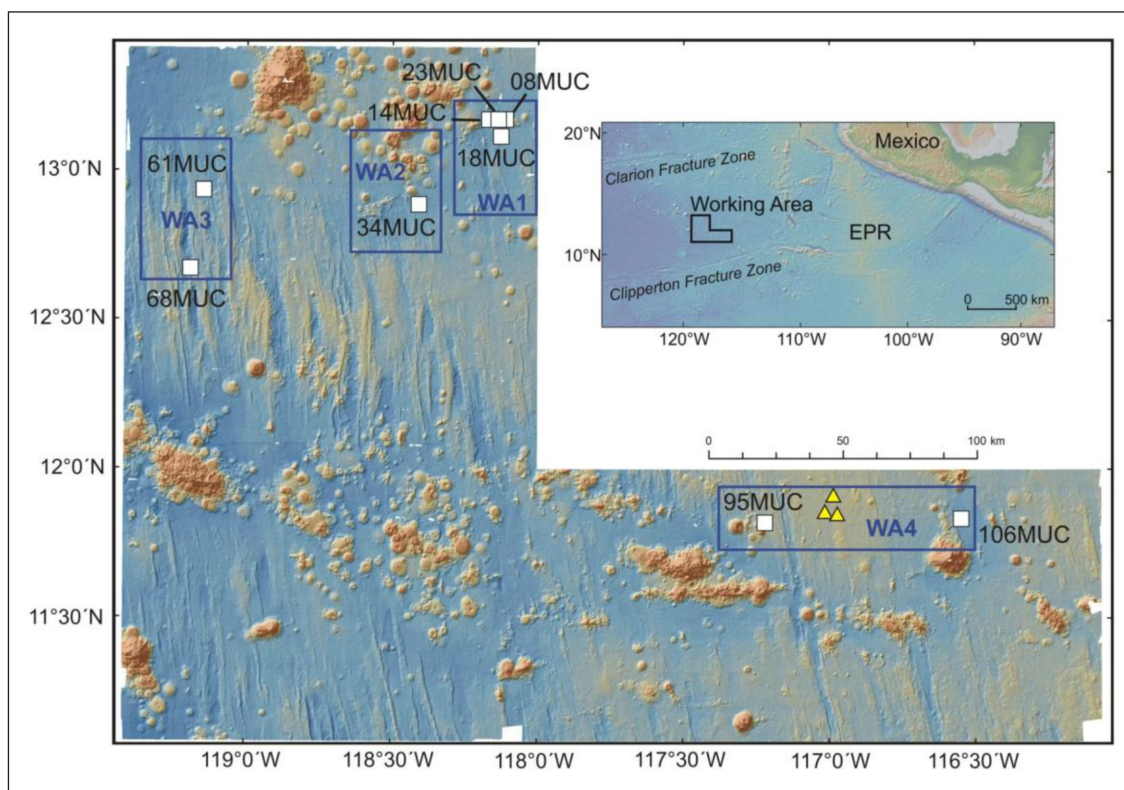 23MUC
08MUC
14MUC
18MUC
13°0´N
61MUC
WA2
WA1
WA3
34MUC
68MUC
12°30´N
12°0´N
11°30´N
20°N
Mexico
Clarion Fracture Zone
Working Area
EPR
10°N
Clipperton Fracture Zone
0 500 km
120°W 110°W 100°W 90°W
0 50 100 km
95MUC
WA4
106MUC
119°0´W 118°30´W 118°0´W 117°30´W 117°0´W 116°30´W